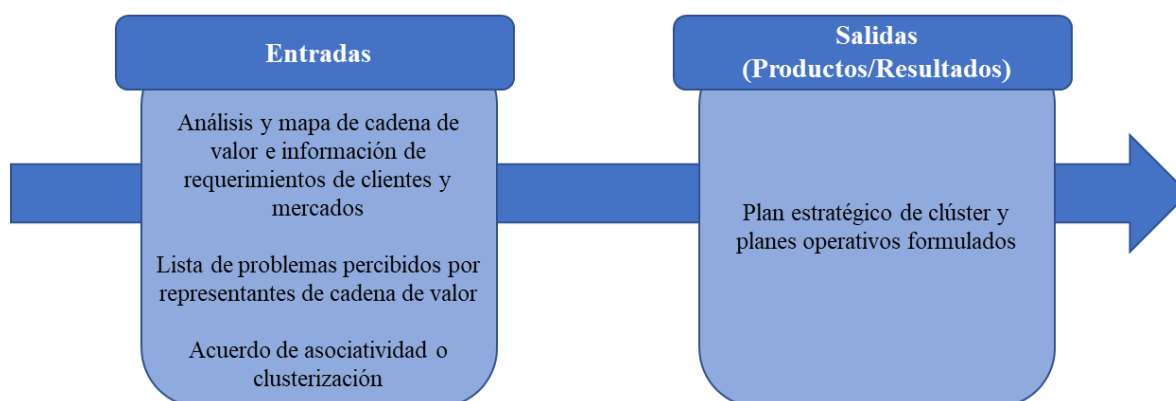 Entradas
Análisis y mapa de cadena de
valor e información de
requerimientos de clientes y
mercados
Lista de problemas percibidos por
representantes de cadena de valor
Acuerdo de asociatividad o
clusterización
Salidas
(Productos/Resultados)
Plan estratégico de clúster y
planes operativos formulados